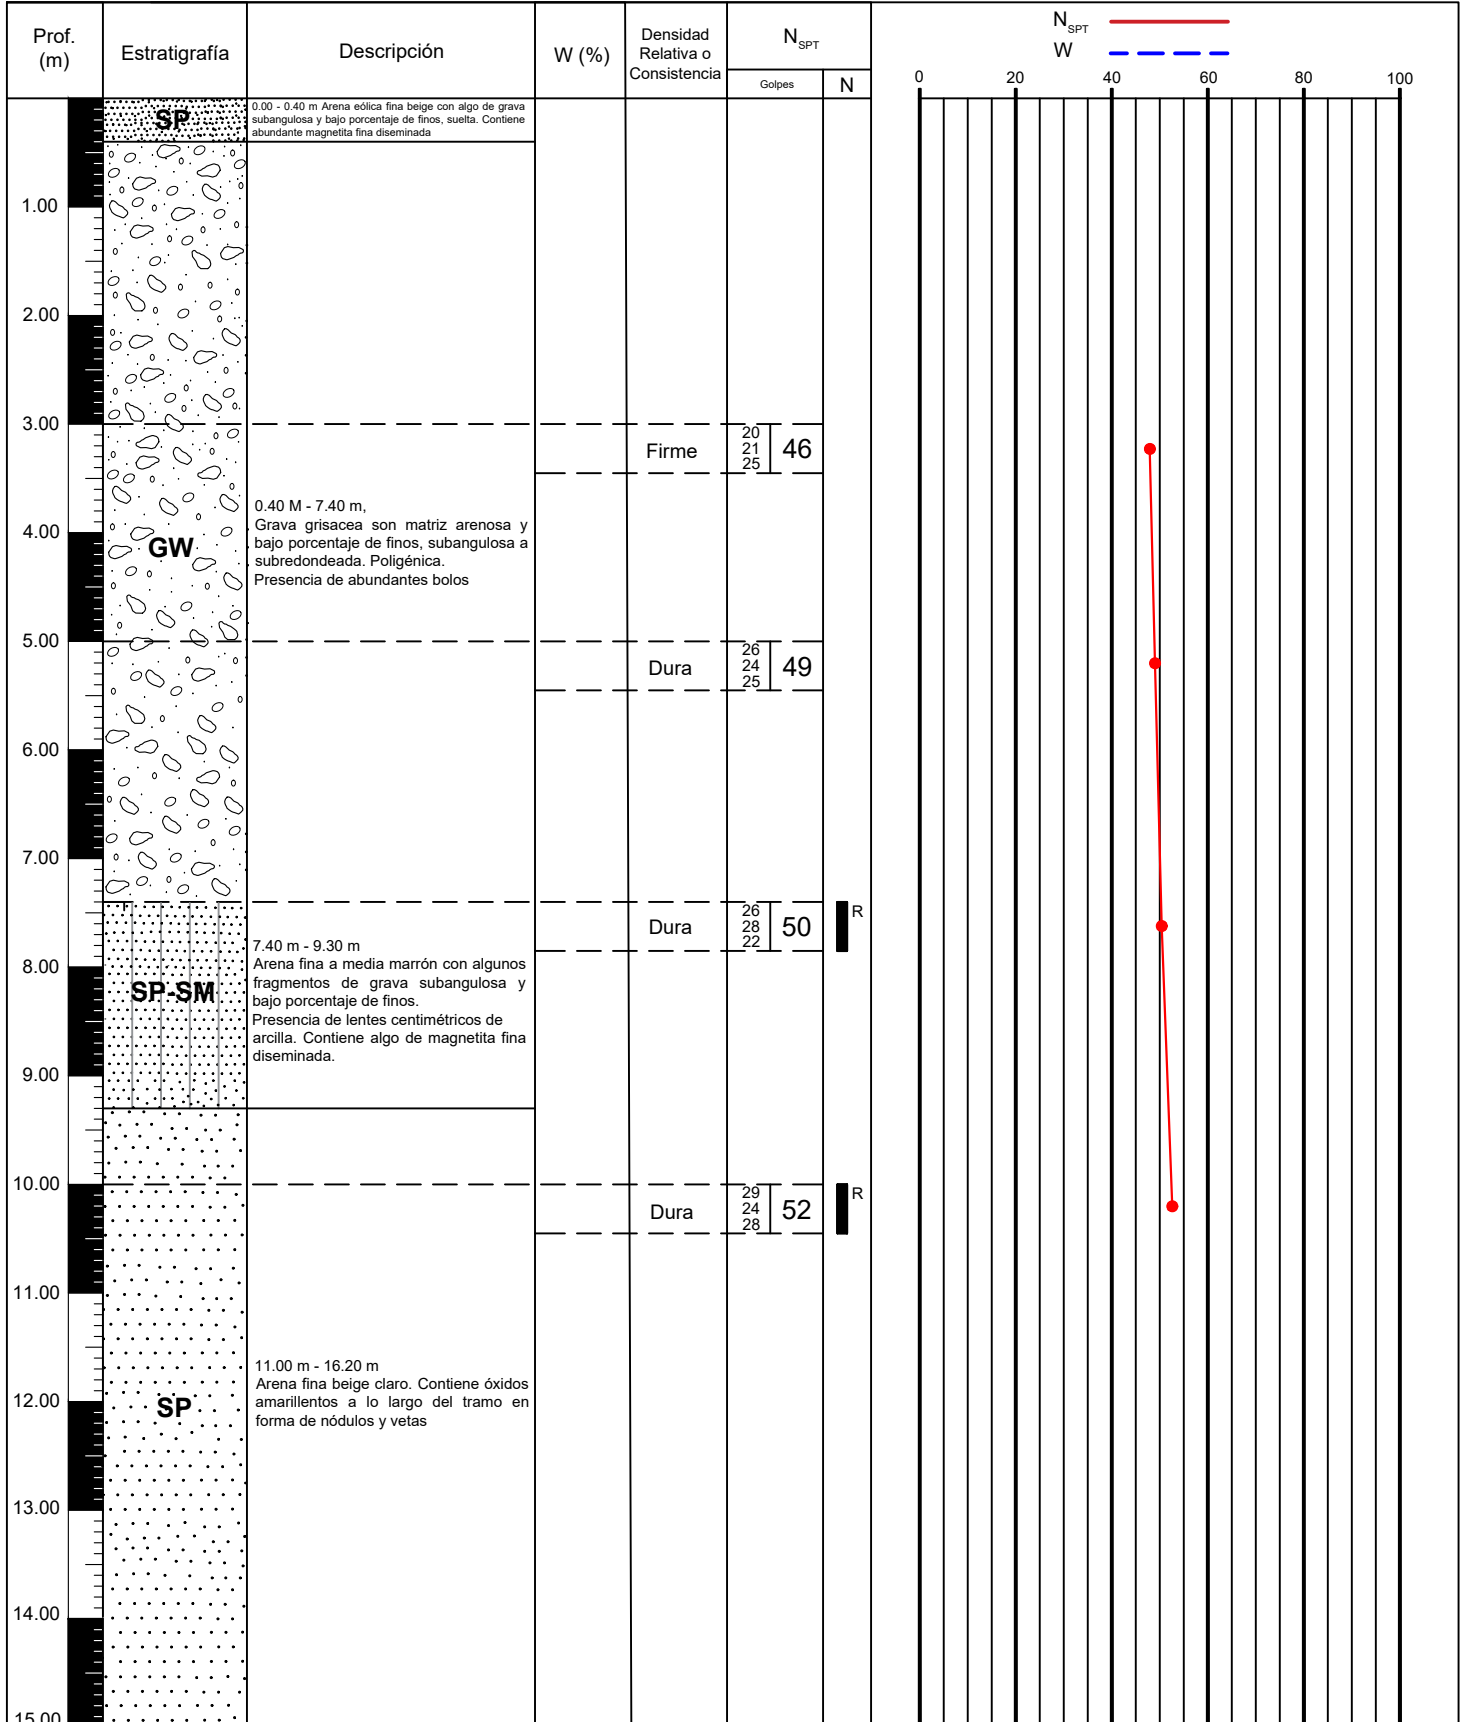 Prof.
(m)
Estratigrafía
Descripción
W (%)
Densidad
Relativa o
Consistencia
N_SPT
Golpes
N
N_SPT
W
0 20 40 60 80 100
SP
0.00 - 0.40 m Arena eólica fina beige con algo de grava
subangulosa y bajo porcentaje de finos, suelta. Contiene
abundante magnetita fina diseminada
1.00
2.00
3.00
Firme
20
21
25
46
0.40 M - 7.40 m,
Grava grisacea son matriz arenosa y
bajo porcentaje de finos, subangulosa a
subredondeada. Poligénica.
Presencia de abundantes bolos
4.00
GW
5.00
Dura
26
24
25
49
6.00
7.00
Dura
26
28
22
50
R
7.40 m - 9.30 m
Arena fina a media marrón con algunos
fragmentos de grava subangulosa y
bajo porcentaje de finos.
Presencia de lentes centimétricos de
arcilla. Contiene algo de magnetita fina
diseminada.
8.00
SP-SM
9.00
10.00
Dura
29
24
28
52
R
11.00
11.00 m - 16.20 m
Arena fina beige claro. Contiene óxidos
amarillentos a lo largo del tramo en
forma de nódulos y vetas
12.00
SP
13.00
14.00
15.00